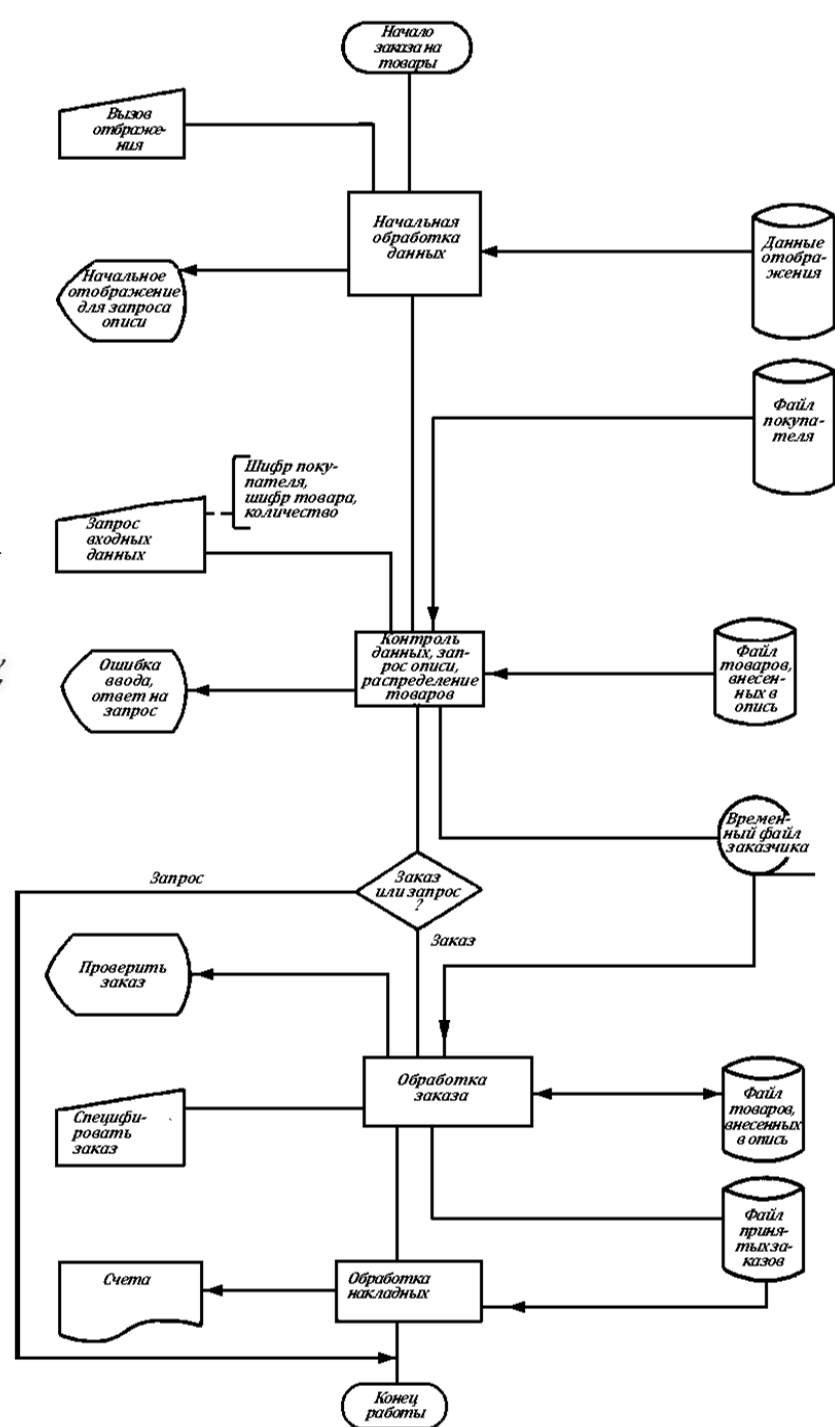 Начало
заказа на
товары
Вызов
отбраже-
ния
Начальная
обработка
данных
Данные
отобра-
жения
Начальное
отображение
для запроса
описи
Файл
покупа-
теля
Шифр поку-
пателя,
шифр товара,
количество
Запрос
входных
данных
Контроль
данных, зап-
рос описи,
распределение
товаров
Файл
товаров,
внесен-
ных в
опись
Ошибка
ввода,
ответ на
запрос
Времен-
ный файл
заказчика
Запрос
Заказ
или запрос
?
Заказ
Проверить
заказ
Обработка
заказа
Файл
товаров,
внесенных
в опись
Специфи-
ровать
заказ
Файл
приня-
тых за-
казов
Счета
Обработка
накладных
Конец
работы